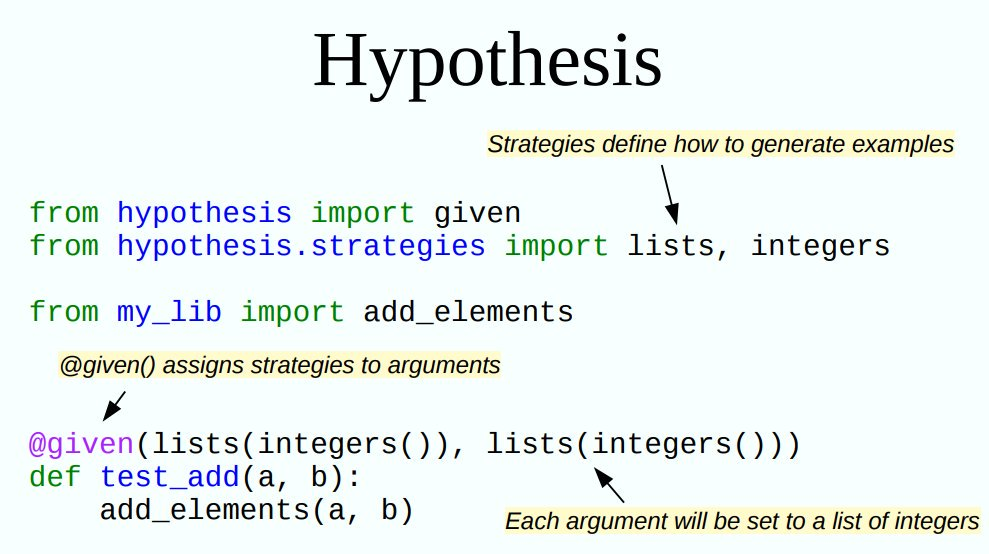 Hypothesis
Strategies define how to generate examples
from hypothesis import given
from hypothesis.strategies import lists, integers
from my_lib import add_elements
@given() assigns strategies to arguments
@given(lists(integers()), lists(integers()))
def test_add(a, b):
    add_elements(a, b)
Each argument will be set to a list of integers